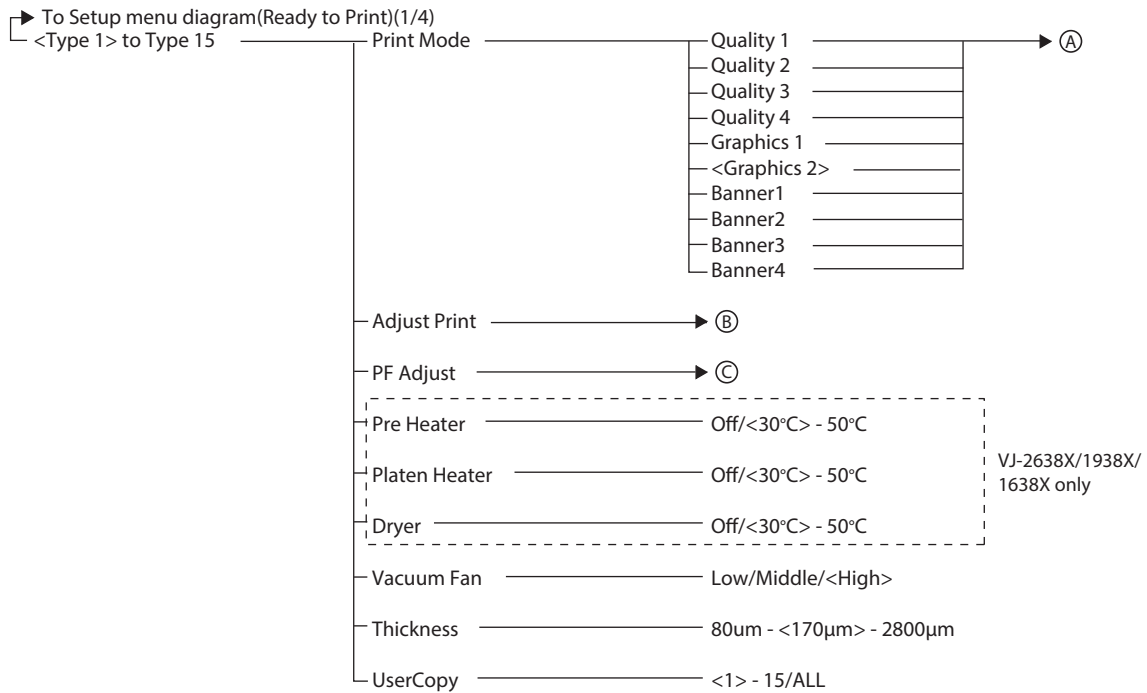 To Setup menu diagram(Ready to Print)(1/4)
<Type 1> to Type 15 Print Mode Quality 1 A
Quality 2
Quality 3
Quality 4
Graphics 1
<Graphics 2>
Banner1
Banner2
Banner3
Banner4
Adjust Print B
PF Adjust C
Pre Heater Off/<30°C> - 50°C
Platen Heater Off/<30°C> - 50°C
Dryer Off/<30°C> - 50°C
VJ-2638X/1938X/
1638X only
Vacuum Fan Low/Middle/<High>
Thickness 80um - <170μm> - 2800μm
UserCopy <1> - 15/ALL